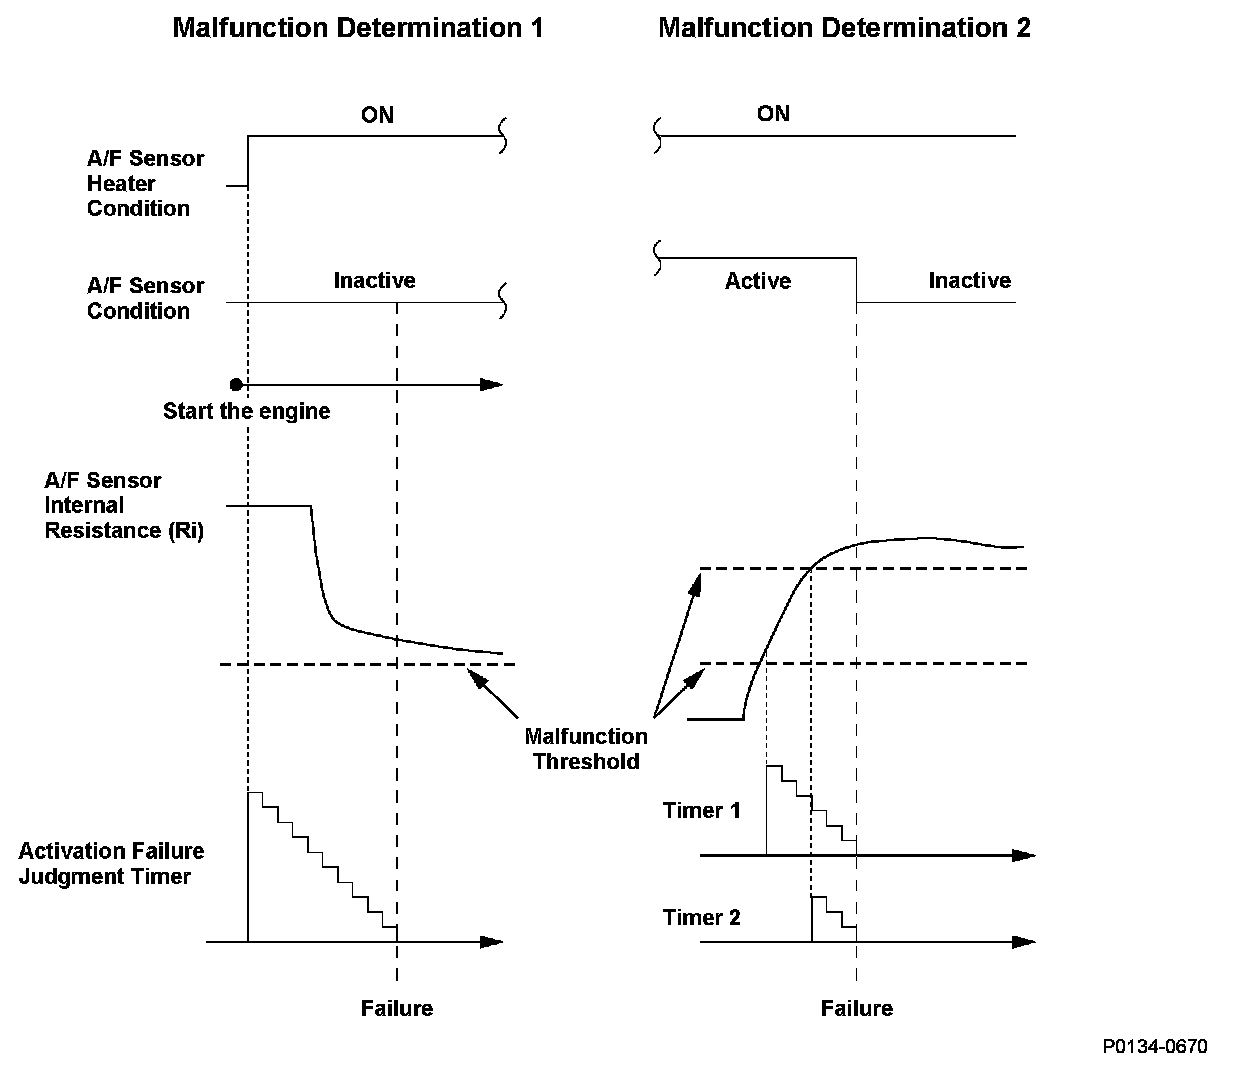 Malfunction Determination 1
Malfunction Determination 2
ON
ON
A/F Sensor
Heater
Condition
A/F Sensor
Condition
Inactive
Active
Inactive
Start the engine
A/F Sensor
Internal
Resistance (Ri)
Malfunction
Threshold
Activation Failure
Judgment Timer
Timer 1
Timer 2
Failure
Failure
P0134-0670